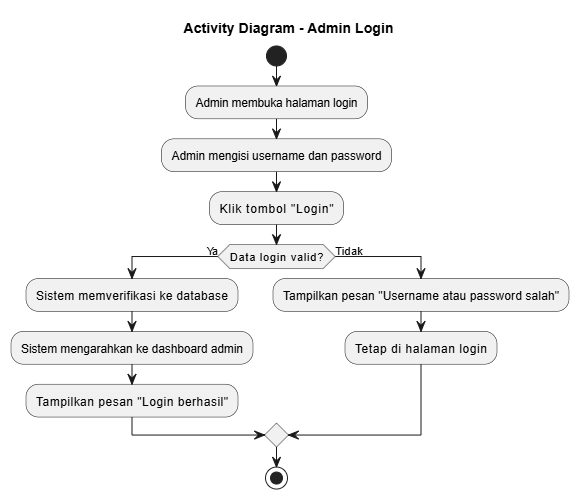 Activity Diagram - Admin Login
Admin membuka halaman login
Admin mengisi username dan password
Klik tombol "Login"
Data login valid?
Ya
Tidak
Sistem memverifikasi ke database
Sistem mengarahkan ke dashboard admin
Tampilkan pesan "Login berhasil"
Tampilkan pesan "Username atau password salah"
Tetap di halaman login